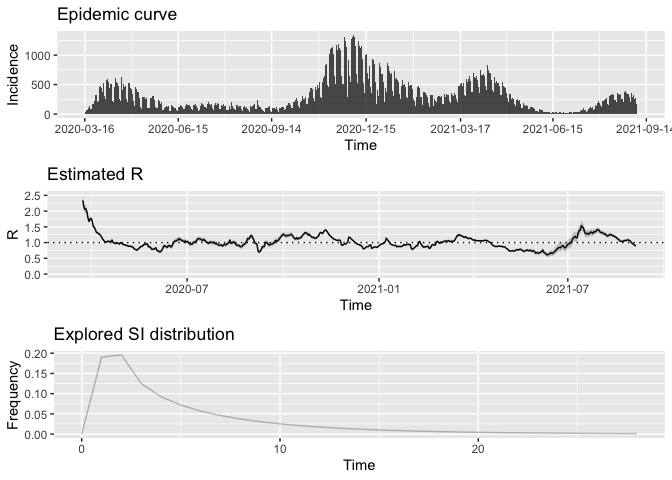 Epidemic curve
Incidence
1000
500
0
2020-03-16 2020-06-15 2020-09-14 2020-12-15 2021-03-17 2021-06-15 2021-09-14
Time
Estimated R
R
2.5
2.0
1.5
1.0
0.5
0.0
2020-07 2021-01 2021-07
Time
Explored SI distribution
Frequency
0.20
0.15
0.10
0.05
0.00
0 10 20
Time